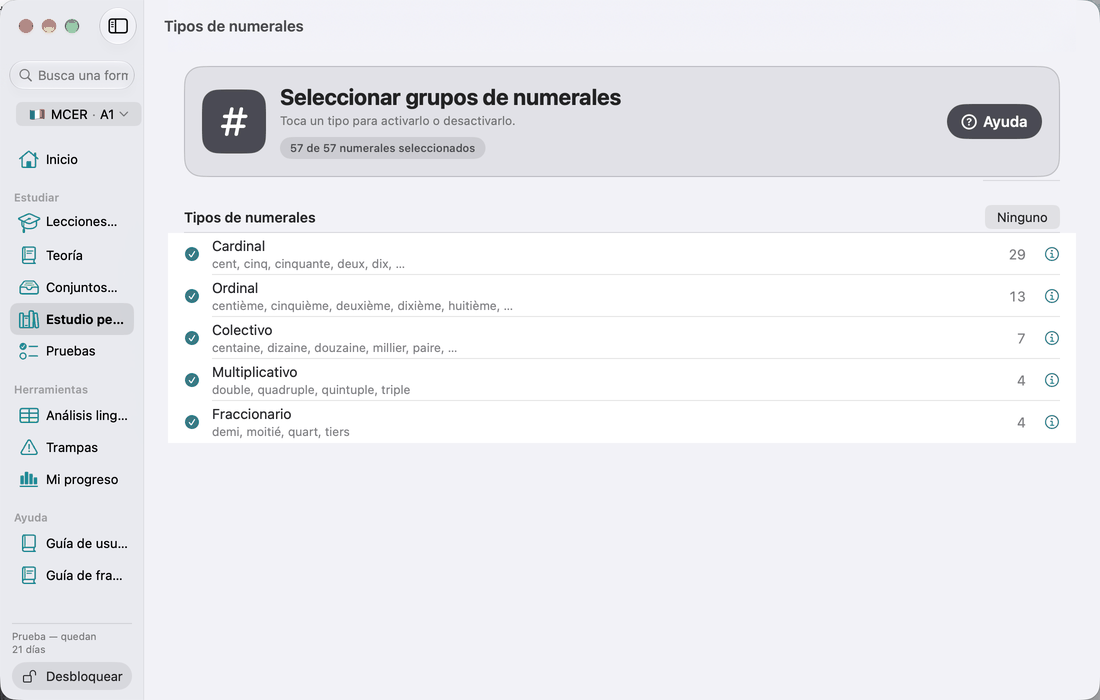 Tipos de numerales
Busca una forn
MCER · A1
Inicio
Estudiar
Lecciones...
Teoría
Conjuntos...
Estudio pe...
Pruebas
Herramientas
Análisis ling...
Trampas
Mi progreso
Ayuda
Guía de usu...
Guía de fra...
Prueba — quedan
21 días
Desbloquear
#
Seleccionar grupos de numerales
Toca un tipo para activarlo o desactivarlo.
57 de 57 numerales seleccionados
? Ayuda
Tipos de numerales
Ninguno
Cardinal
cent, cinq, cinquante, deux, dix, ...
29
Ordinal
centième, cinquième, deuxième, dixième, huitième, ...
13
Colectivo
centaine, dizaine, douzaine, millier, paire, ...
7
Multiplicativo
double, quadruple, quintuple, triple
4
Fraccionario
demi, moitié, quart, tiers
4